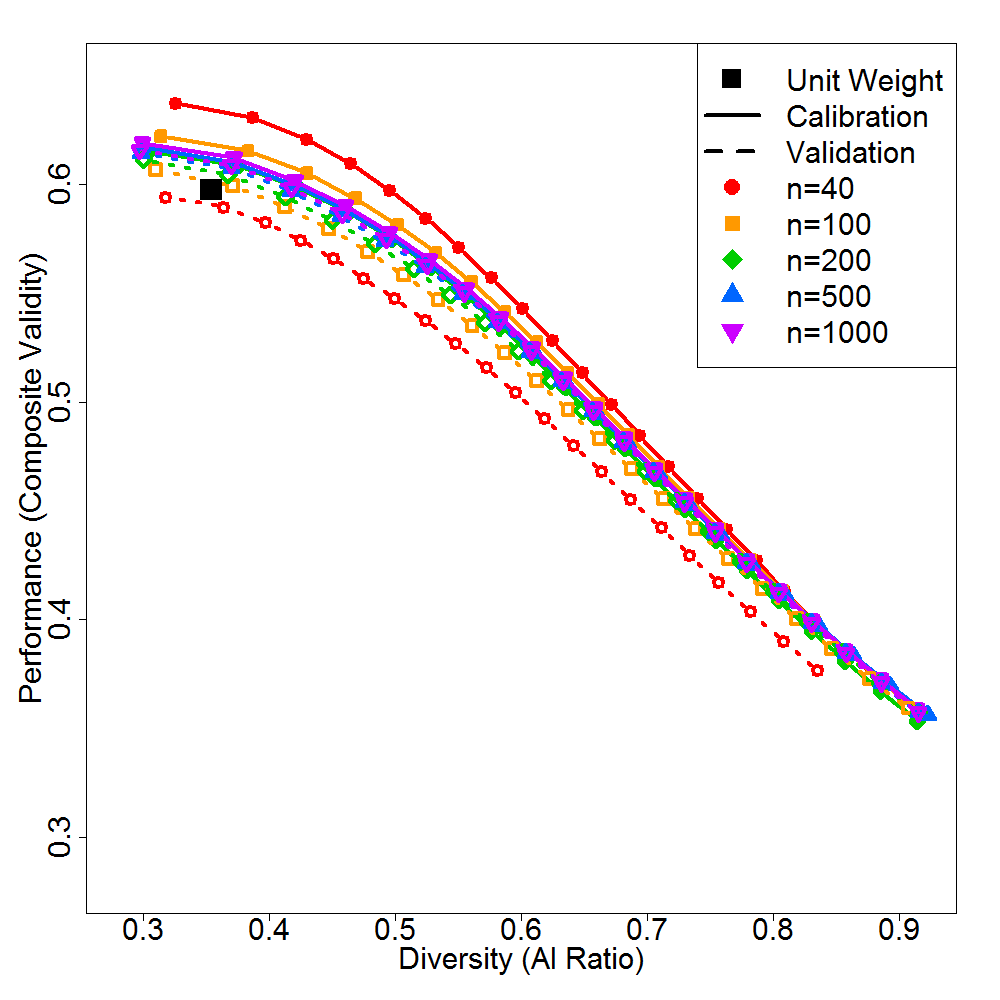 Unit Weight
Calibration
Validation
n=40
n=100
n=200
n=500
n=1000
0.6
0.5
0.4
0.3
Performance (Composite Validity)
0.3 0.4 0.5 0.6 0.7 0.8 0.9
Diversity (AI Ratio)